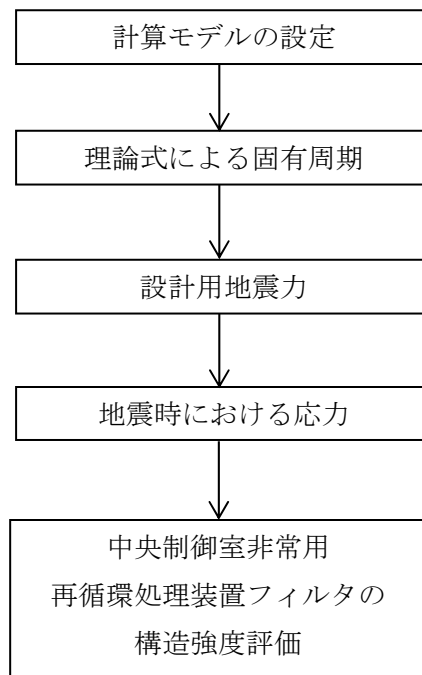 計算モデルの設定
理論式による固有周期
設計用地震力
地震時における応力
中央制御室非常用
再循環処理装置フィルタの
構造強度評価